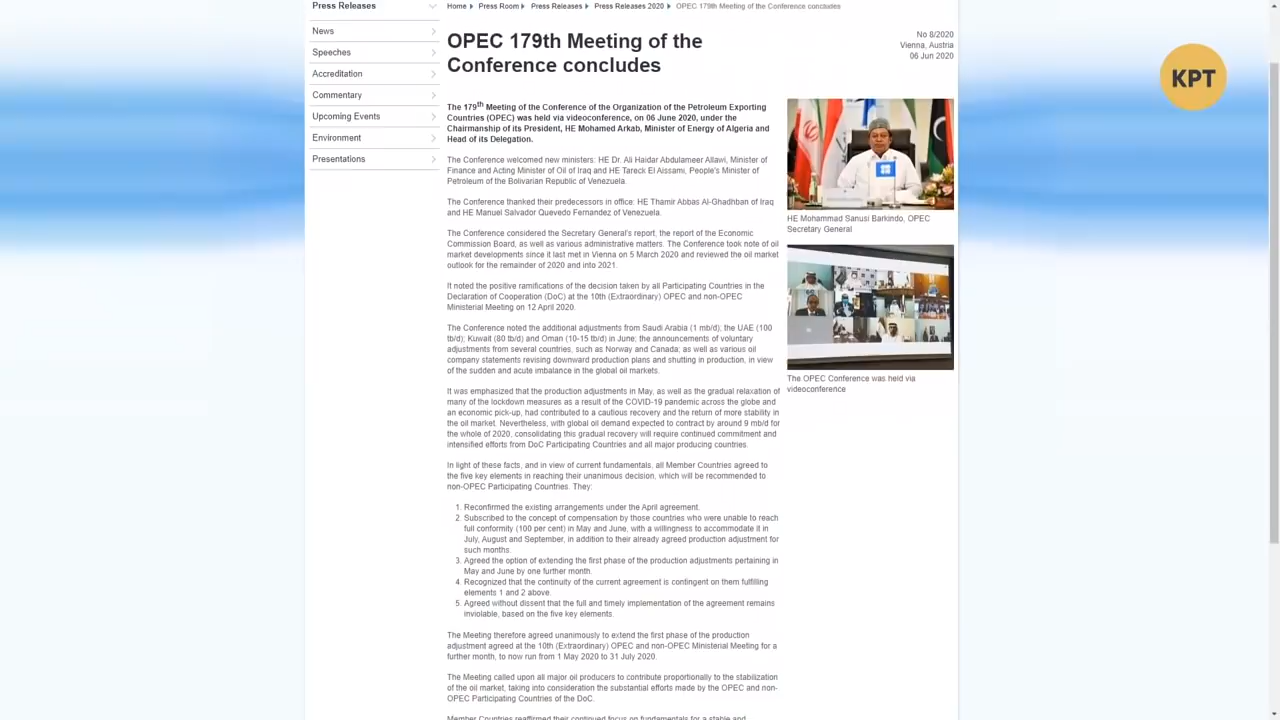 Press Releases
News
Speeches
Accreditation
Commentary
Upcoming Events
Environment
Presentations
Home Press Room Press Releases Press Releases 2020 OPEC 179th Meeting of the Conference concludes
OPEC 179th Meeting of the
Conference concludes
No 8/2020
Vienna, Austria
06 Jun 2020
KPT
The 179th Meeting of the Conference of the Organization of the Petroleum Exporting
Countries (OPEC) was held via videoconference, on 06 June 2020, under the
Chairmanship of its President, HE Mohamed Arkab, Minister of Energy of Algeria and
Head of its Delegation.
The Conference welcomed new ministers: HE Dr. Ali Haidar Abdulameer Allawi, Minister of
Finance and Acting Minister of Oil of Iraq and HE Tareck El Aissami, People's Minister of
Petroleum of the Bolivarian Republic of Venezuela.
The Conference thanked their predecessors in office: HE Thamir Abbas Al-Ghadhban of Iraq
and HE Manuel Salvador Quevedo Fernandez of Venezuela.
The Conference considered the Secretary General's report, the report of the Economic
Commission Board, as well as various administrative matters. The Conference took note of oil
market developments since it last met in Vienna on 5 March 2020 and reviewed the oil market
outlook for the remainder of 2020 and into 2021.
It noted the positive ramifications of the decision taken by all Participating Countries in the
Declaration of Cooperation (DoC) at the 10th (Extraordinary) OPEC and non-OPEC
Ministerial Meeting on 12 April 2020.
The Conference noted the additional adjustments from Saudi Arabia (1 mb/d); the UAE (100
tb/d); Kuwait (80 tb/d) and Oman (10-15 tb/d) in June; the announcements of voluntary
adjustments from several countries, such as Norway and Canada; as well as various oil
company statements revising downward production plans and shutting in production, in view
of the sudden and acute imbalance in the global oil markets.
It was emphasized that the production adjustments in May, as well as the gradual relaxation of
many of the lockdown measures as a result of the COVID-19 pandemic across the globe and
an economic pick-up, had contributed to a cautious recovery and the return of more stability in
the oil market. Nevertheless, with global oil demand expected to contract by around 9 mb/d for
the whole of 2020, consolidating this gradual recovery will require continued commitment and
intensified efforts from DoC Participating Countries and all major producing countries.
In light of these facts, and in view of current fundamentals, all Member Countries agreed to
the five key elements in reaching their unanimous decision, which will be recommended to
non-OPEC Participating Countries. They:
1. Reconfirmed the existing arrangements under the April agreement.
2. Subscribed to the concept of compensation by those countries who were unable to reach
full conformity (100 per cent) in May and June, with a willingness to accommodate it in
July, August and September, in addition to their already agreed production adjustment for
such months.
3. Agreed the option of extending the first phase of the production adjustments pertaining in
May and June by one further month.
4. Recognized that the continuity of the current agreement is contingent on them fulfilling
elements 1 and 2 above.
5. Agreed without dissent that the full and timely implementation of the agreement remains
inviolable, based on the five key elements.
The Meeting therefore agreed unanimously to extend the first phase of the production
adjustment agreed at the 10th (Extraordinary) OPEC and non-OPEC Ministerial Meeting for a
further month, to now run from 1 May 2020 to 31 July 2020.
The Meeting called upon all major oil producers to contribute proportionally to the stabilization
of the oil market, taking into consideration the substantial efforts made by the OPEC and non-
OPEC Participating Countries of the DoC.
Member Countries reaffirmed their continued focus on fundamentals for a stable and
HE Mohammad Sanusi Barkindo, OPEC
Secretary General
The OPEC Conference was held via
videoconference